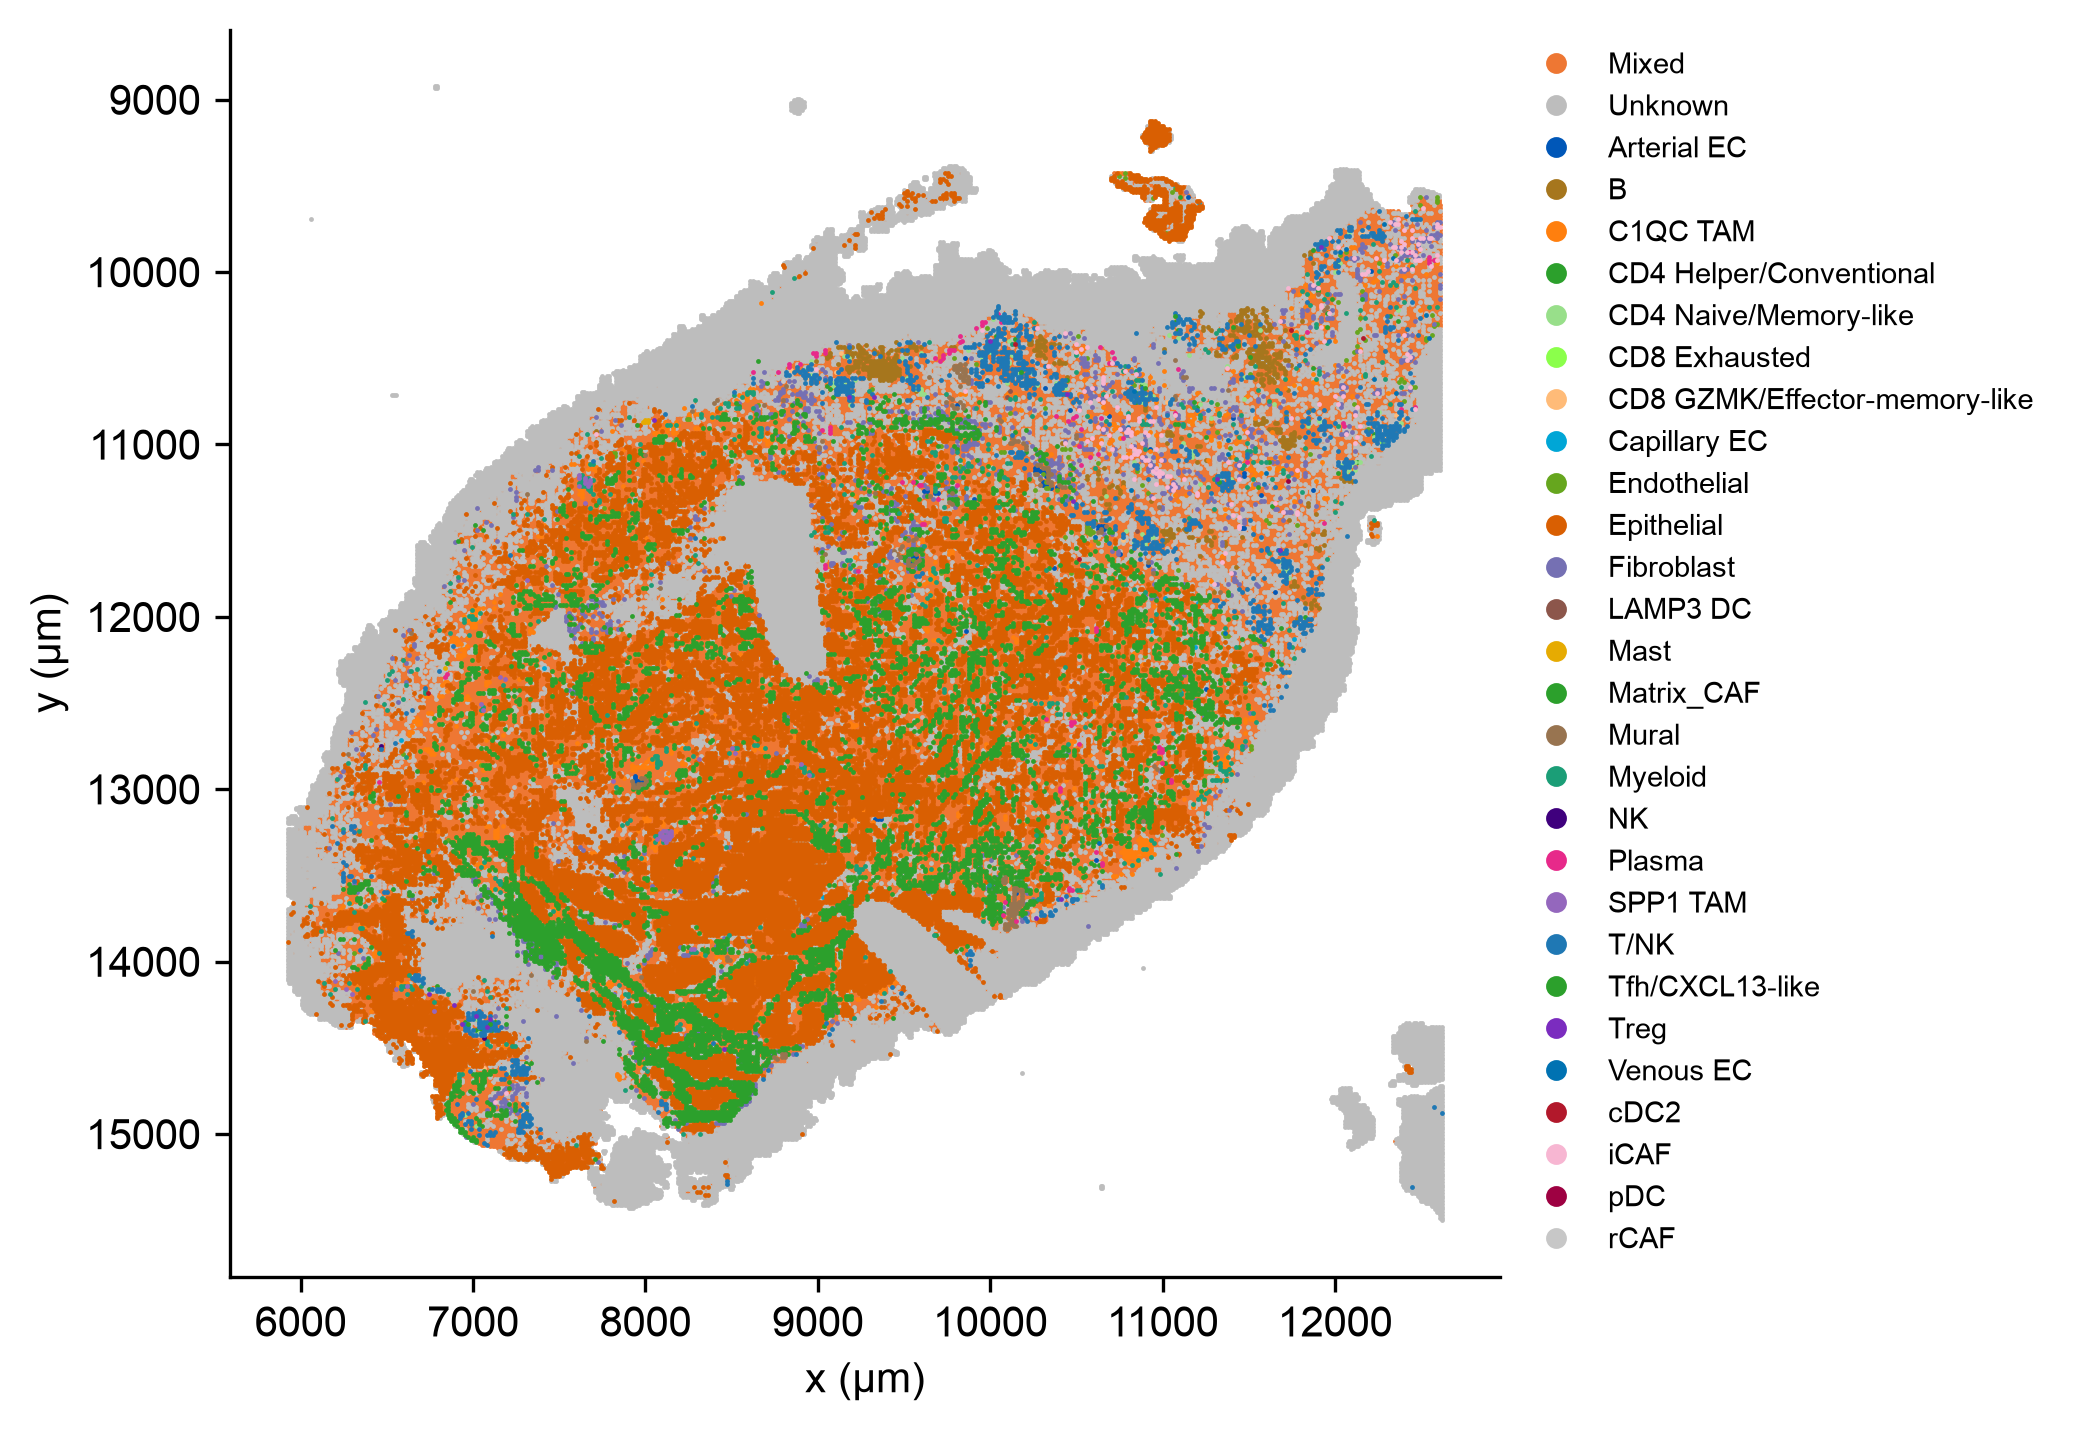 9000
10000
11000
12000
13000
14000
15000
y (µm)
6000 7000 8000 9000 10000 11000 12000
x (µm)
Mixed
Unknown
Arterial EC
B
C1QC TAM
CD4 Helper/Conventional
CD4 Naive/Memory-like
CD8 Exhausted
CD8 GZMK/Effector-memory-like
Capillary EC
Endothelial
Epithelial
Fibroblast
LAMP3 DC
Mast
Matrix_CAF
Mural
Myeloid
NK
Plasma
SPP1 TAM
T/NK
Tfh/CXCL13-like
Treg
Venous EC
cDC2
iCAF
pDC
rCAF